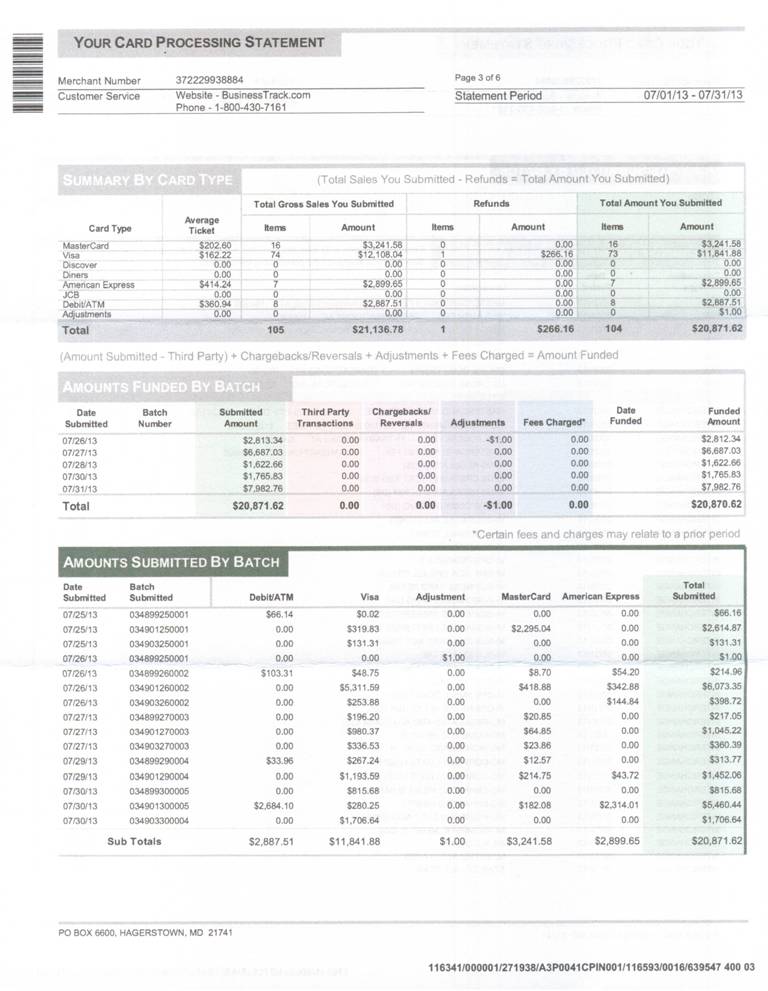 YOUR CARD PROCESSING STATEMENT
Merchant Number 372229938884 Page 3 of 6
Customer Service Website - BusinessTrack.com Statement Period 07/01/13 - 07/31/13
Phone - 1-800-430-7161
SUMMARY BY CARD TYPE (Total Sales You Submitted - Refunds = Total Amount You Submitted)
Total Gross Sales You Submitted Refunds Total Amount You Submitted
Card Type Average Ticket Items Amount Items Amount Items Amount
MasterCard $202.60 16 $3,241.58 0 0.00 16 $3,241.58
Visa $162.22 74 $12,108.04 1 $266.16 73 $11,841.88
Discover 0.00 0 0.00 0 0.00 0 0.00
Diners 0.00 0 0.00 0 0.00 0 0.00
American Express $414.24 7 $2,899.65 0 0.00 7 $2,899.65
JCB 0.00 0 0.00 0 0.00 0 0.00
Debit/ATM $360.94 8 $2,887.51 0 0.00 8 $2,887.51
Adjustments 0.00 0 0.00 0 0.00 0 $1.00
Total 105 $21,136.78 1 $266.16 104 $20,871.62
(Amount Submitted - Third Party) + Chargebacks/Reversals + Adjustments + Fees Charged = Amount Funded
AMOUNTS FUNDED BY BATCH
Date Submitted Batch Number Submitted Amount Third Party Transactions Chargebacks/ Reversals Adjustments Fees Charged* Date Funded Funded Amount
07/26/13 $2,813.34 0.00 0.00 -$1.00 0.00 $2,812.34
07/27/13 $6,687.03 0.00 0.00 0.00 0.00 $6,687.03
07/28/13 $1,622.66 0.00 0.00 0.00 0.00 $1,622.66
07/30/13 $1,765.83 0.00 0.00 0.00 0.00 $1,765.83
07/31/13 $7,982.76 0.00 0.00 0.00 0.00 $7,982.76
Total $20,871.62 0.00 0.00 -$1.00 0.00 $20,870.62
*Certain fees and charges may relate to a prior period
AMOUNTS SUBMITTED BY BATCH
Date Submitted Batch Submitted Debit/ATM Visa Adjustment MasterCard American Express Total Submitted
07/25/13 034899250001 $66.14 $0.02 0.00 0.00 0.00 $66.16
07/25/13 034901250001 0.00 $319.83 0.00 $2,295.04 0.00 $2,614.87
07/25/13 034903250001 0.00 $131.31 0.00 0.00 0.00 $131.31
07/26/13 034899250001 0.00 0.00 $1.00 0.00 0.00 $1.00
07/26/13 034899260002 $103.31 $48.75 0.00 $8.70 $54.20 $214.96
07/26/13 034901260002 0.00 $5,311.59 0.00 $418.88 $342.88 $6,073.35
07/26/13 034903260002 0.00 $253.88 0.00 0.00 $144.84 $398.72
07/27/13 034899270003 0.00 $196.20 0.00 $20.85 0.00 $217.05
07/27/13 034901270003 0.00 $980.37 0.00 $64.85 0.00 $1,045.22
07/27/13 034903270003 0.00 $336.53 0.00 $23.86 0.00 $360.39
07/29/13 034899290004 $33.96 $267.24 0.00 $12.57 0.00 $313.77
07/29/13 034901290004 0.00 $1,193.59 0.00 $214.75 $43.72 $1,452.06
07/30/13 034899300005 0.00 $815.68 0.00 0.00 0.00 $815.68
07/30/13 034901300005 $2,684.10 $280.25 0.00 $182.08 $2,314.01 $5,460.44
07/30/13 034903300004 0.00 $1,706.64 0.00 0.00 0.00 $1,706.64
Sub Totals $2,887.51 $11,841.88 $1.00 $3,241.58 $2,899.65 $20,871.62
PO BOX 6600, HAGERSTOWN, MD 21741
116341/000001/271938/A3P0041CPIN001/116593/0016/639547 400 03